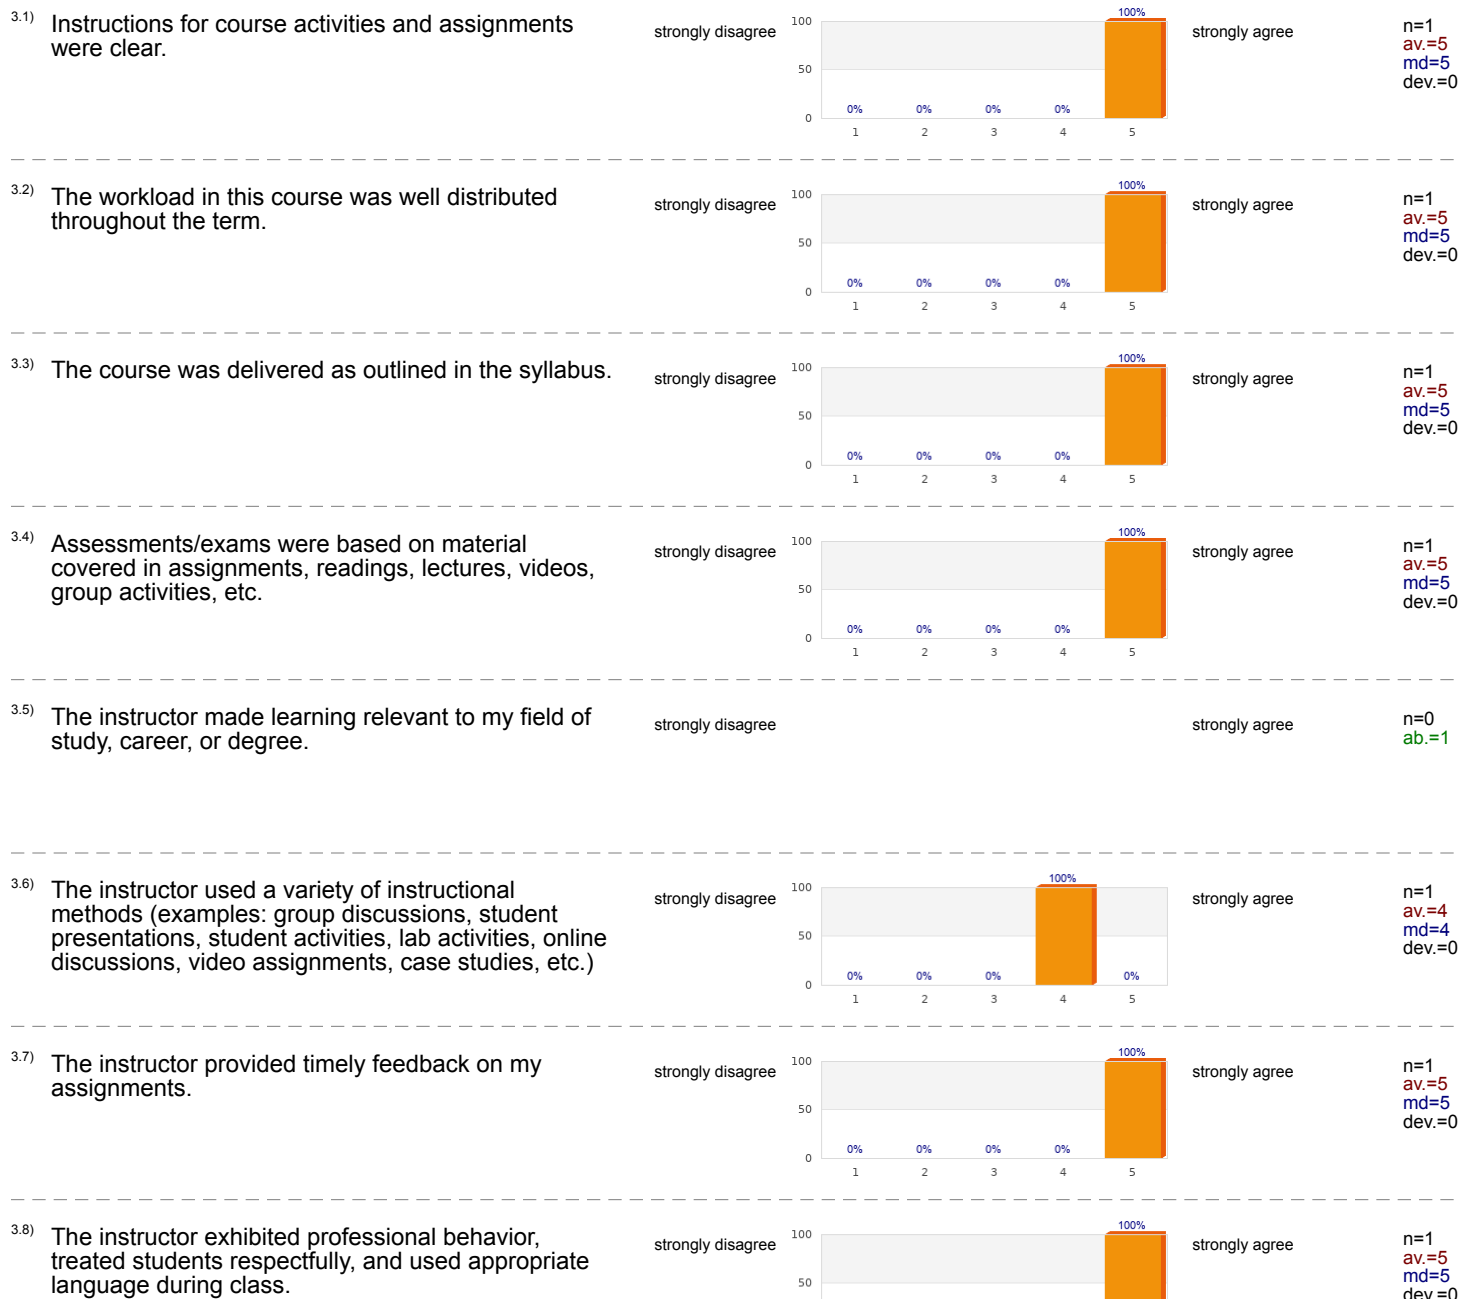 3.1) Instructions for course activities and assignments
were clear.
strongly disagree
100
50
0
0% 0% 0% 0% 100%
1 2 3 4 5
strongly agree
n=1
av.=5
md=5
dev.=0
3.2) The workload in this course was well distributed
throughout the term.
strongly disagree
100
50
0
0% 0% 0% 0% 100%
1 2 3 4 5
strongly agree
n=1
av.=5
md=5
dev.=0
3.3) The course was delivered as outlined in the syllabus.
strongly disagree
100
50
0
0% 0% 0% 0% 100%
1 2 3 4 5
strongly agree
n=1
av.=5
md=5
dev.=0
3.4) Assessments/exams were based on material
covered in assignments, readings, lectures, videos,
group activities, etc.
strongly disagree
100
50
0
0% 0% 0% 0% 100%
1 2 3 4 5
strongly agree
n=1
av.=5
md=5
dev.=0
3.5) The instructor made learning relevant to my field of
study, career, or degree.
strongly disagree
strongly agree
n=0
ab.=1
3.6) The instructor used a variety of instructional
methods (examples: group discussions, student
presentations, student activities, lab activities, online
discussions, video assignments, case studies, etc.)
strongly disagree
100
50
0
0% 0% 0% 100% 0%
1 2 3 4 5
strongly agree
n=1
av.=4
md=4
dev.=0
3.7) The instructor provided timely feedback on my
assignments.
strongly disagree
100
50
0
0% 0% 0% 0% 100%
1 2 3 4 5
strongly agree
n=1
av.=5
md=5
dev.=0
3.8) The instructor exhibited professional behavior,
treated students respectfully, and used appropriate
language during class.
strongly disagree
100
50
100%
strongly agree
n=1
av.=5
md=5
dev.=0